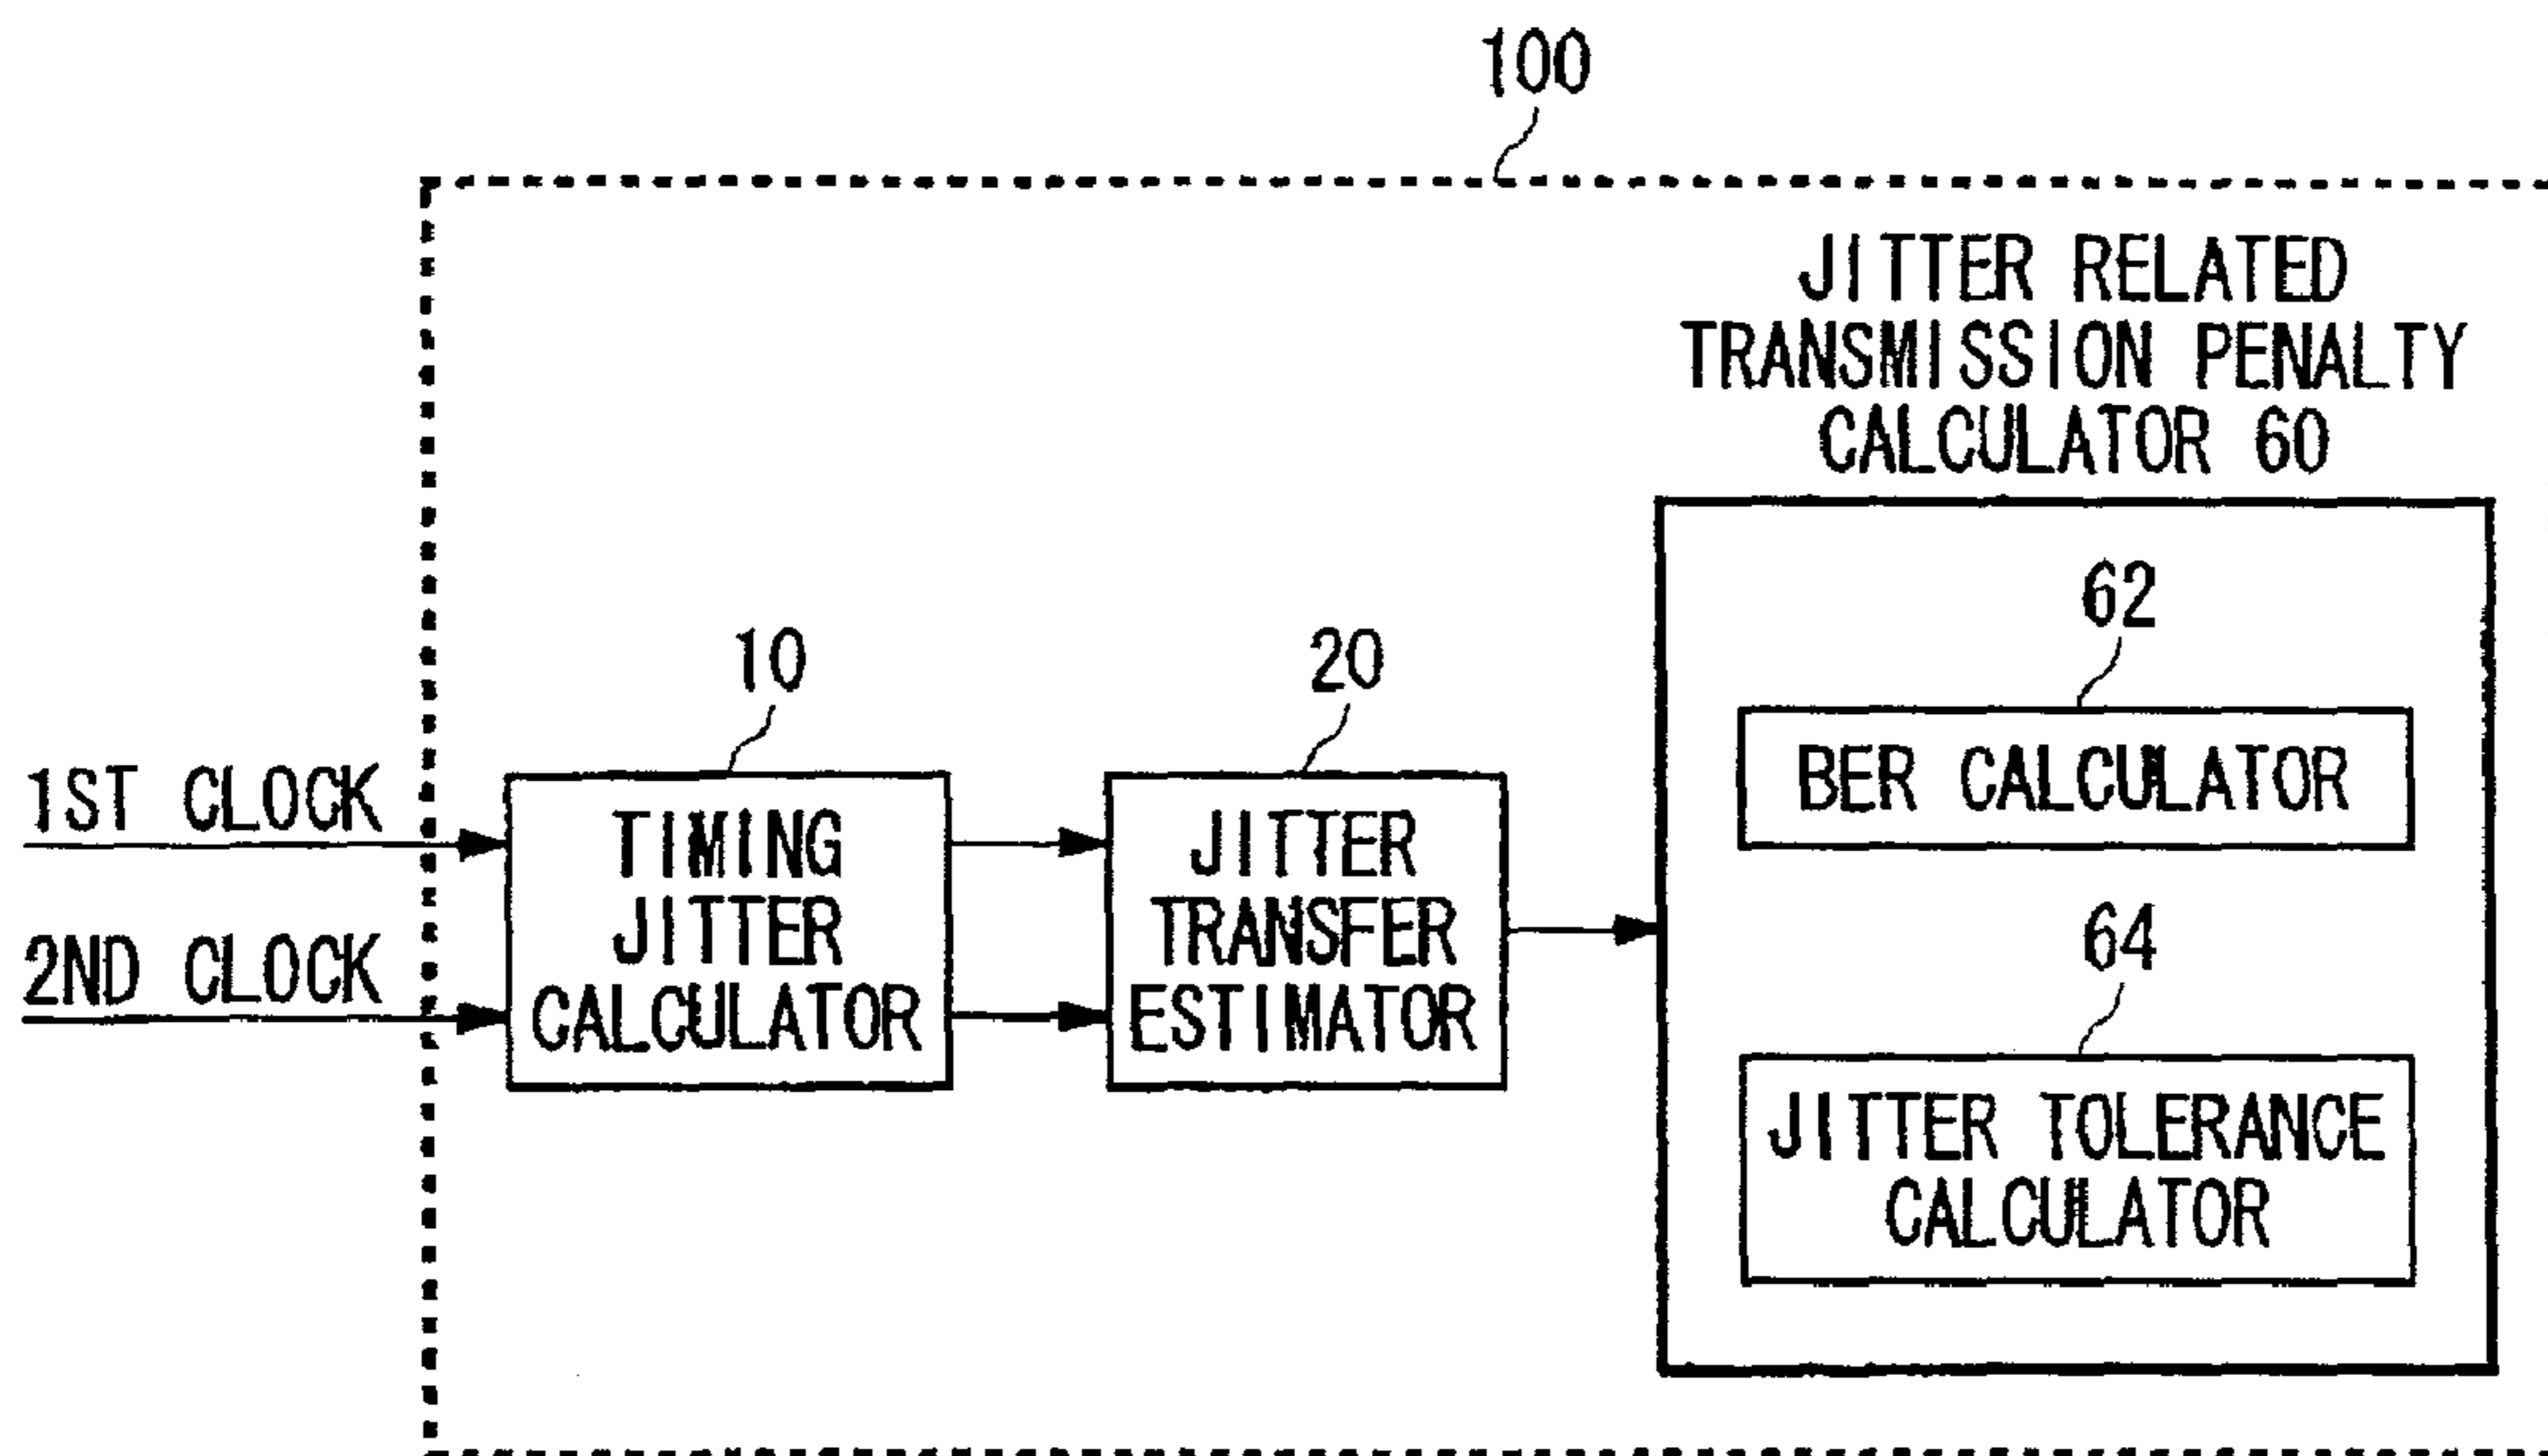 100
JITTER RELATED
TRANSMISSION PENALTY
CALCULATOR 60
62
BER CALCULATOR
10
20
1ST CLOCK
2ND CLOCK
TIMING
JITTER
CALCULATOR
JITTER
TRANSFER
ESTIMATOR
64
JITTER TOLERANCE
CALCULATOR